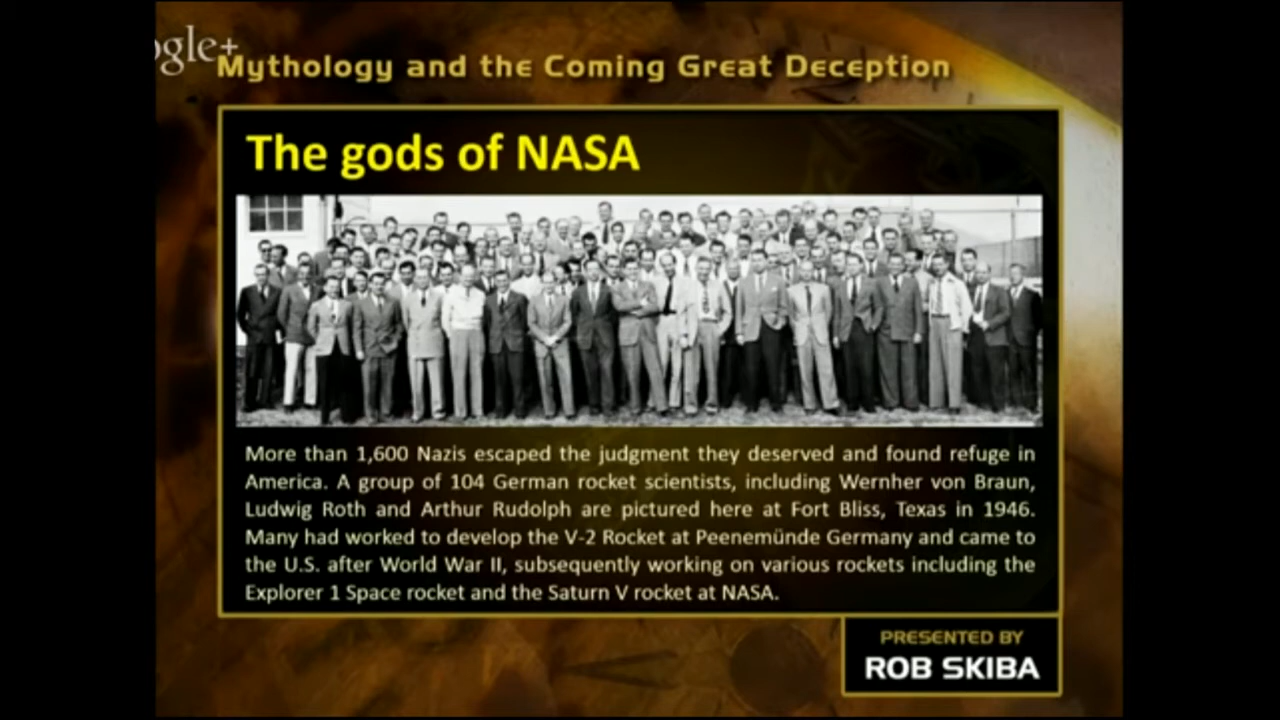 ogle+
Mythology and the Coming Great Deception
The gods of NASA
More than 1,600 Nazis escaped the judgment they deserved and found refuge in
America. A group of 104 German rocket scientists, including Wernher von Braun,
Ludwig Roth and Arthur Rudolph are pictured here at Fort Bliss, Texas in 1946.
Many had worked to develop the V-2 Rocket at Peenemünde Germany and came to
the U.S. after World War II, subsequently working on various rockets including the
Explorer 1 Space rocket and the Saturn V rocket at NASA.
PRESENTED BY
ROB SKIBA